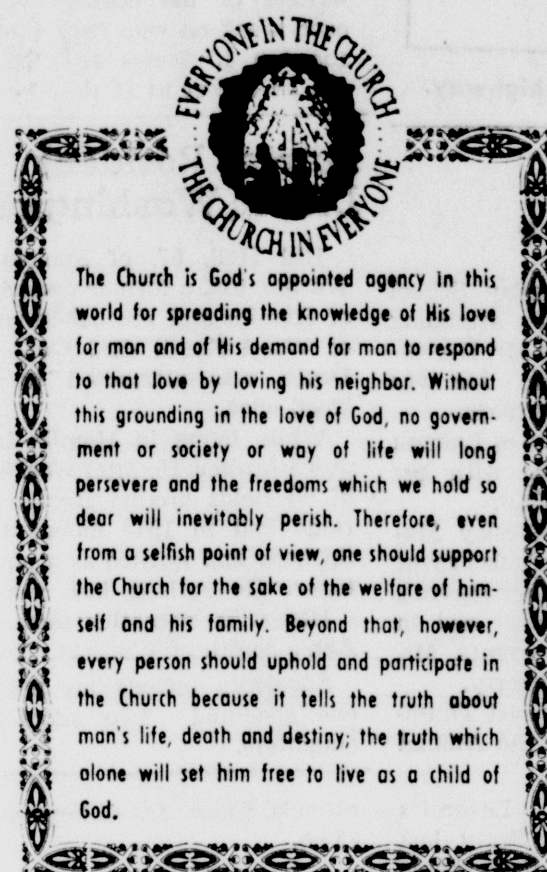 EVERYONE IN THE CHURCH
THE CHURCH IN EVERYONE
The Church is God's appointed agency in this
world for spreading the knowledge of His love
for man and of His demand for man to respond
to that love by loving his neighbor. Without
this grounding in the love of God, no govern-
ment or society or way of life will long
persevere and the freedoms which we hold so
dear will inevitably perish. Therefore, even
from a selfish point of view, one should support
the Church for the sake of the welfare of him-
self and his family. Beyond that, however,
every person should uphold and participate in
the Church because it tells the truth about
man's life, death and destiny; the truth which
alone will set him free to live as a child of
God.